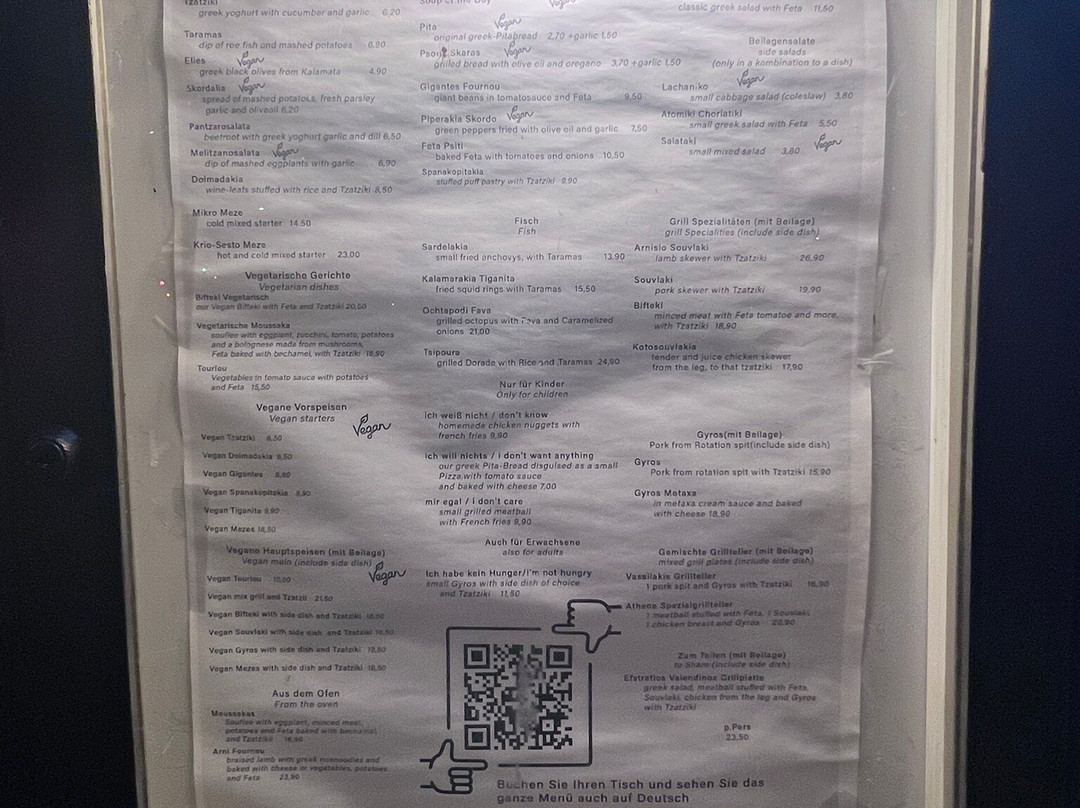 Tzatziki
greek yoghurt with cucumber and garlic 6,20
Taramas
dip of roe fish and mashed potatoes 6.90
Elies Vegan
greek black olives from Kalamata 4.90
Skordalia Vegan
spread of mashed potatoes, fresh parsley
garlic and oliveoil 6,20
Pantzarosalata
beetroot with greek yoghurt garlic and dill 6,50
Melitzanosalata Vegan
dip of mashed eggplants with garlic 6,90
Dolmadakia
wine-leafs stuffed with rice and Tzatziki 8,50
Mikro Meze
cold mixed starter 14.50
Krio-Sesto Meze
hot and cold mixed starter 23.00
Vegetarische Gerichte
Vegetarian dishes
Bifteki Vegetarisch
our Vegan Bifteki with Feta and Tzatziki 20,50
Vegetarische Moussaka
souflee with eggplant, zucchini, tomato, potatoes
and a bolognese made from mushrooms,
Feta baked with bechamel, with Tzatziki 18,90
Tourlou
Vegetables in tomato sauce with potatoes
and Feta 15,50
Vegane Vorspeisen
Vegan starters
Vegan
Vegan Tzatziki 6,50
Vegan Dolmadakia 8,50
Vegan Gigantes
Vegan Spanakopitakia
Vegan Tiganita 9,90
Vegan Mezes
Vegane Hauptspeisen (mit Beilage)
Vegan main (include side dish)
Vegan
Vegan Tourlou
Vegan mix grill and Tzatzii 21,50
Vegan Bifteki with side dish and Tzatziki
Vegan Souvlaki with side dish and Tzatziki
Vegan Gyros with side dish and Tzatziki
Vegan Mezes with side dish and Tzatziki
Aus dem Ofen
From the oven
Moussakas
Souflee with eggplant, minced meat,
potatoes and Feta baked with bechamel
and Tzatziki
Arni Fournou
braised lamb with greek ricenoodles and
baked with cheese or vegetables, potatoes
and Feta 23,90
Soup of the Day Vegan
Pita Vegan
original greek-Pitabread 2,70 +garlic 1,50
Psomi Skaras Vegan
grilled bread with olive oil and oregano 3,70 +garlic 1,50
Gigantes Fournou
giant beans in tomatosauce and Feta 9,50
Piperakia Skordo Vegan
green peppers fried with olive oil and garlic 7,50
Feta Psiti
baked Feta with tomatoes and onions 10,50
Spanakopitakia
stuffed puff pastry with Tzatziki 9.90
Fisch
Fish
Sardelakia
small fried anchovys, with Taramas 13.90
Kalamarakia Tiganita
fried squid rings with Taramas 15,50
Ochtapodi Fava
grilled octopus with Fava and Caramelized
onions 21,00
Tsipoura
grilled Dorade with Rice and Taramas 24,90
Nur für Kinder
Only for children
ich weiß nicht / don't know
homemade chicken nuggets with
french fries 9,90
ich will nichts / i don't want anything
our greek Pita-Bread disguised as a small
Pizza,with tomato sauce
and baked with cheese 7,00
mir egal / i don't care
small grilled meatball
with French fries 9,90
Auch für Erwachsene
also for adults
Ich habe kein Hunger/I'm not hungry
small Gyros with side dish of choice
and Tzatziki 11,50
classic greek salad with Feta 11,50
Beilagensalate
side salads
(only in a kombination to a dish)
Vegan
Lachaniko
small cabbage salad (coleslaw) 3,80
Atomiki Choriatiki
small greek salad with Feta 5,50
Salataki
small mixed salad 3,80 Vegan
Grill Spezialitäten (mit Beilage)
grill Specialities (include side dish)
Arnisio Souvlaki
lamb skewer with Tzatziki 26,90
Souvlaki
pork skewer with Tzatziki 19,90
Bifteki
minced meat with Feta tomatoe and more,
with Tzatziki 18,90
Kotosouvlakia
tender and juice chicken skewer
from the leg, to that tzatziki 17,90
Gyros(mit Beilage)
Pork from Rotation spit(include side dish)
Gyros
Pork from rotation spit with Tzatziki 15,90
Gyros Metaxa
in metaxa cream sauce and baked
with cheese 18,90
Gemischte Grillteller (mit Beilage)
mixed grill plates (include side dish)
Vassilakis Grillteller
1 pork spit and Gyros with Tzatziki
Athene Spezialgrillteller
1 meatball stuffed with Feta, 1 Souvlaki
1 chicken breast and Gyros
Zum Teilen (mit Beilage)
to Share (include side dish)
Efstratios Valendinos Grillplatte
greek salad, meatball stuffed with Feta,
Souvlaki, chicken from the leg and Gyros
with Tzatziki
p.Pers
23,50
Buchen Sie Ihren Tisch und sehen Sie das
ganze Menü auch auf Deutsch